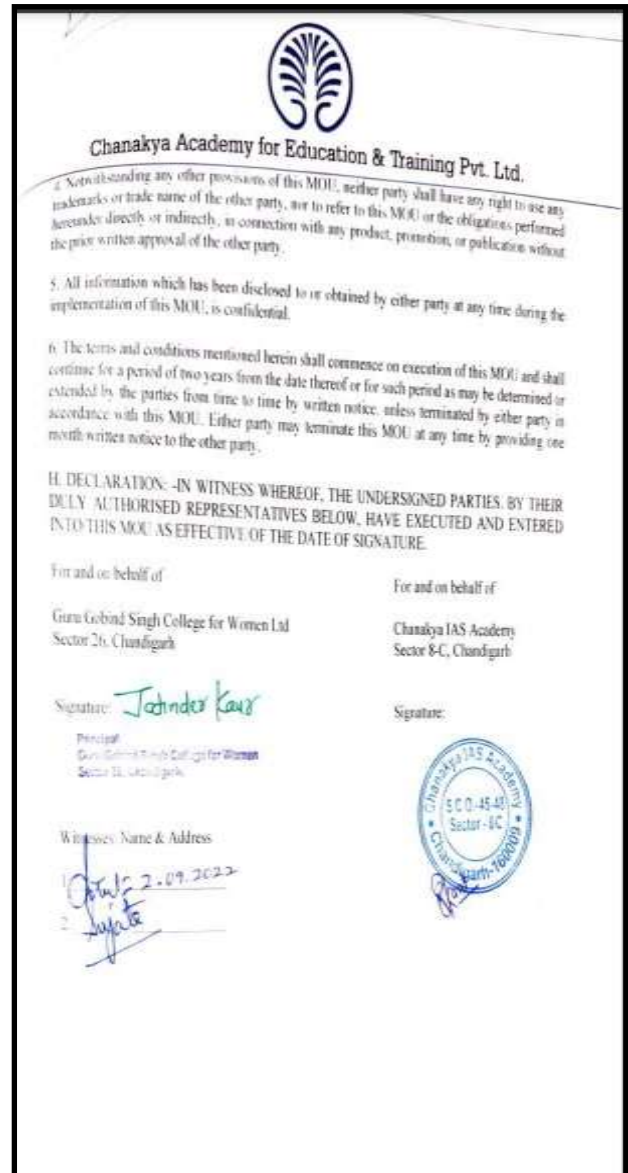 Chanakya Academy for Education & Training Pvt. Ltd.
4. Notwithstanding any other provisions of this MOU, neither party shall have any right to use any
trademarks or trade name of the other party, nor to refer to this MOU or the obligations performed
hereunder directly or indirectly, in connection with any product, promotion, or publication without
the prior written approval of the other party.
5. All information which has been disclosed to or obtained by either party at any time during the
implementation of this MOU, is confidential.
6. The terms and conditions mentioned herein shall commence on execution of this MOU and shall
continue for a period of two years from the date thereof or for such period as may be determined or
extended by the parties from time to time by written notice, unless terminated by either party in
accordance with this MOU. Either party may terminate this MOU at any time by providing one
month written notice to the other party.
H. DECLARATION: -IN WITNESS WHEREOF, THE UNDERSIGNED PARTIES, BY THEIR
DULY AUTHORISED REPRESENTATIVES BELOW, HAVE EXECUTED AND ENTERED
INTO THIS MOU AS EFFECTIVE OF THE DATE OF SIGNATURE.
For and on behalf of
Guru Gobind Singh College for Women Ltd
Sector 26, Chandigarh
Signature: Jatinder Kaur
Principal
Guru Gobind Singh College for Women
Sector 26, Chandigarh
For and on behalf of
Chanakya IAS Academy
Sector 8-C, Chandigarh
Signature:
Chanakya IAS Academy
S C O.-45-48
Sector - 8C
Chandigarh-160009
Witnesses: Name & Address
1. 2.09.2022
2. Sujata